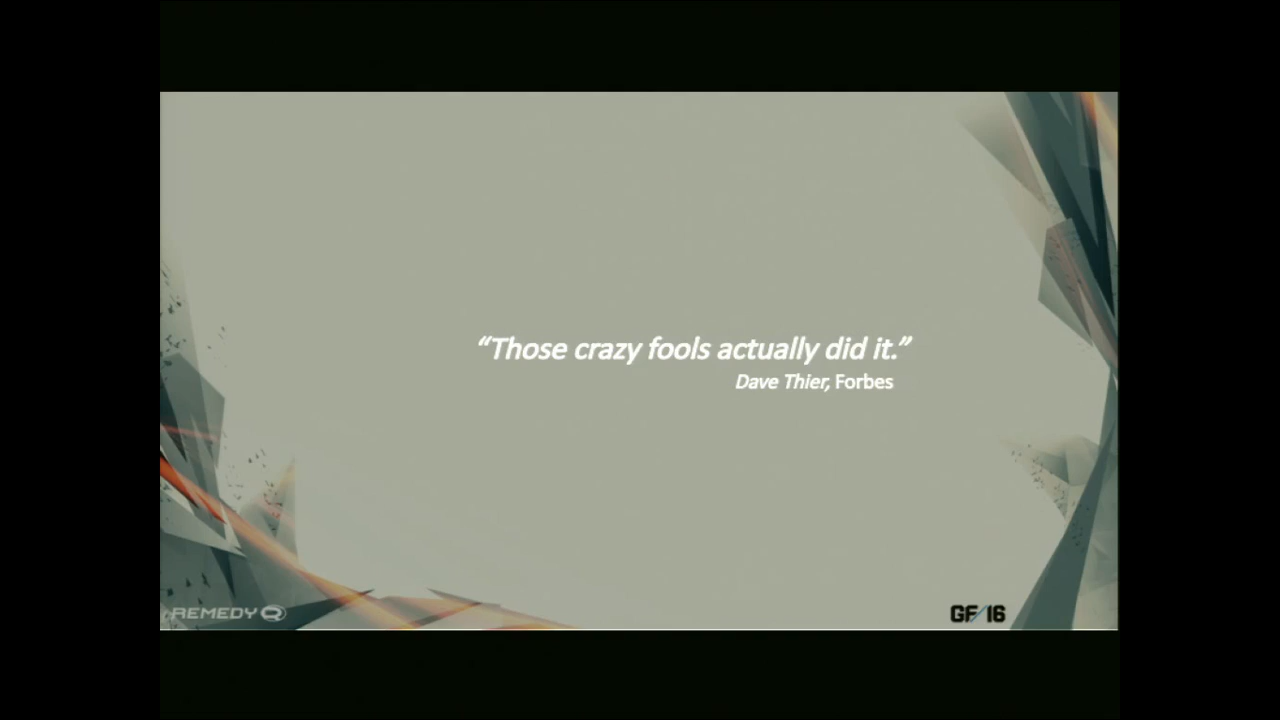 “Those crazy fools actually did it.”
Dave Thier, Forbes
REMEDY
GF/16